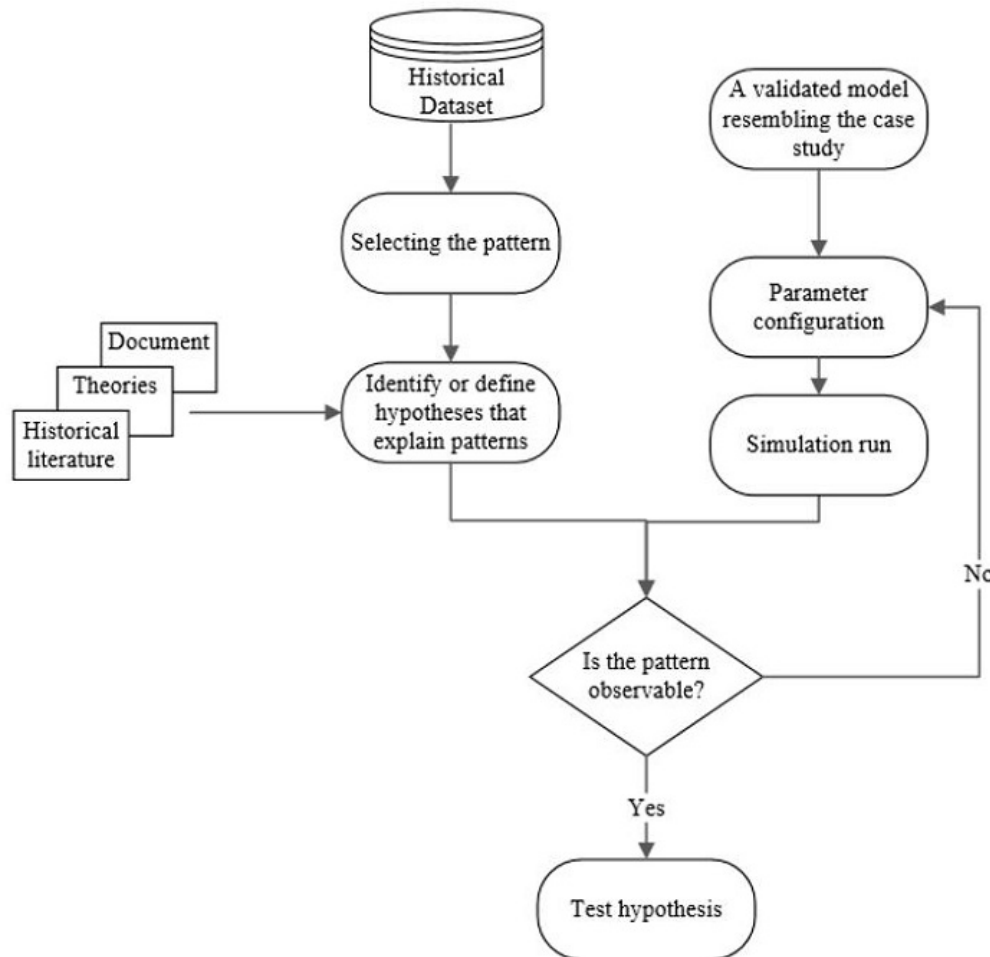 Historical
Dataset
A validated model
resembling the case
study
Selecting the pattern
Parameter
configuration
Document
Theories
Historical
literature
Identify or define
hypotheses that
explain patterns
Simulation run
No
Is the pattern
observable?
Yes
Test hypothesis